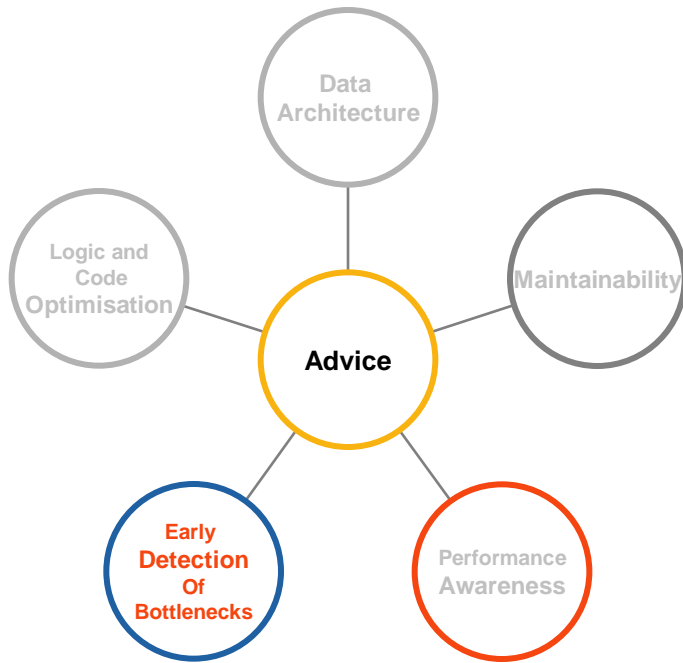 Data
Architecture
Logic and
Code
Optimisation
Maintainability
Advice
Early
Detection
Of
Bottlenecks
Performance
Awareness